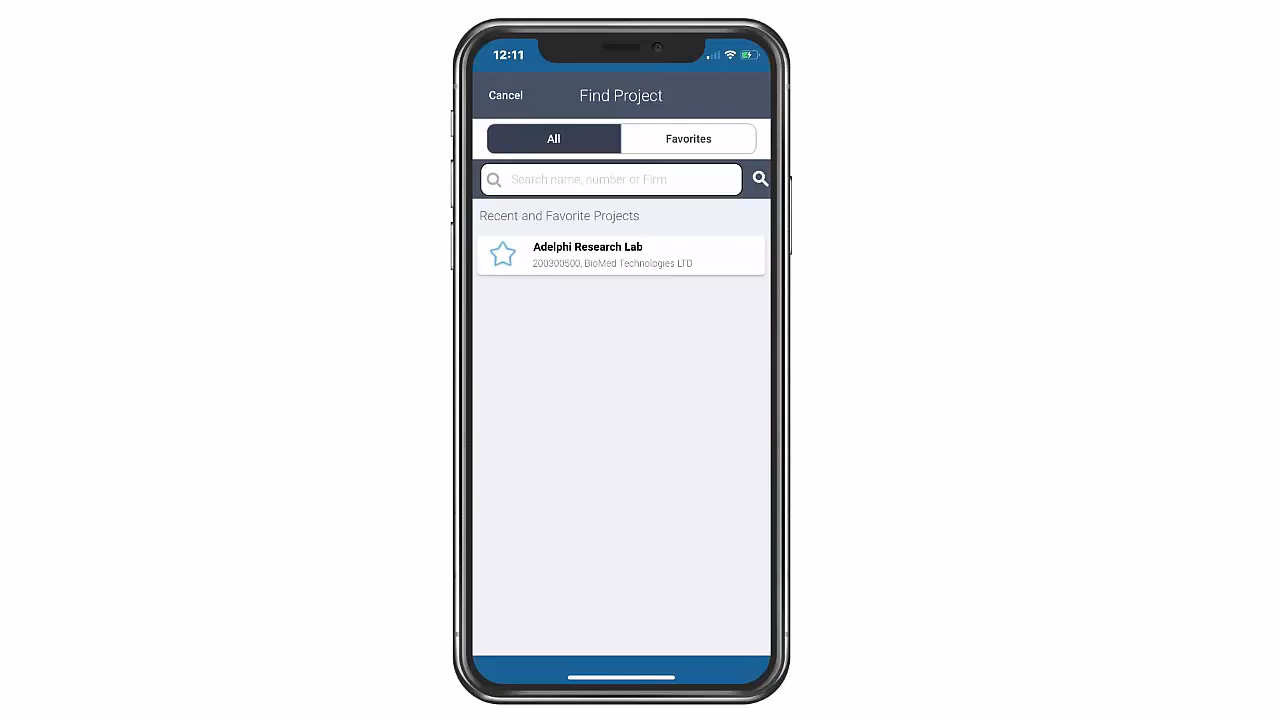 12:11
Cancel Find Project
All Favorites
Search name, number or Firm
Recent and Favorite Projects
Adelphi Research Lab
200300500, BioMed Technologies LTD